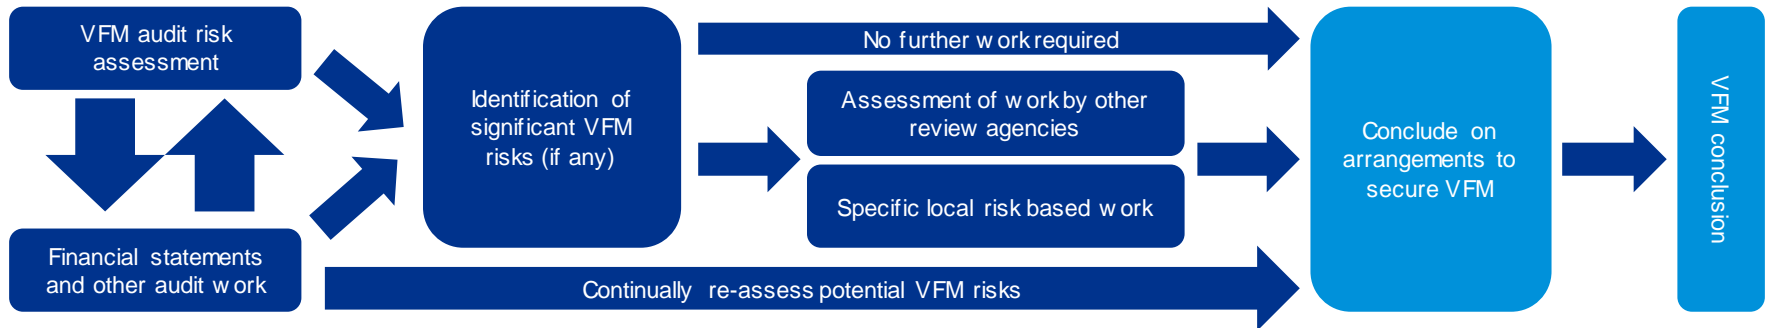 VFM audit risk
assessment
Financial statements
and other audit work
Identification of
significant VFM
risks (if any)
No further work required
Assessment of work by other
review agencies
Specific local risk based work
Continually re-assess potential VFM risks
Conclude on
arrangements to
secure VFM
VFM conclusion